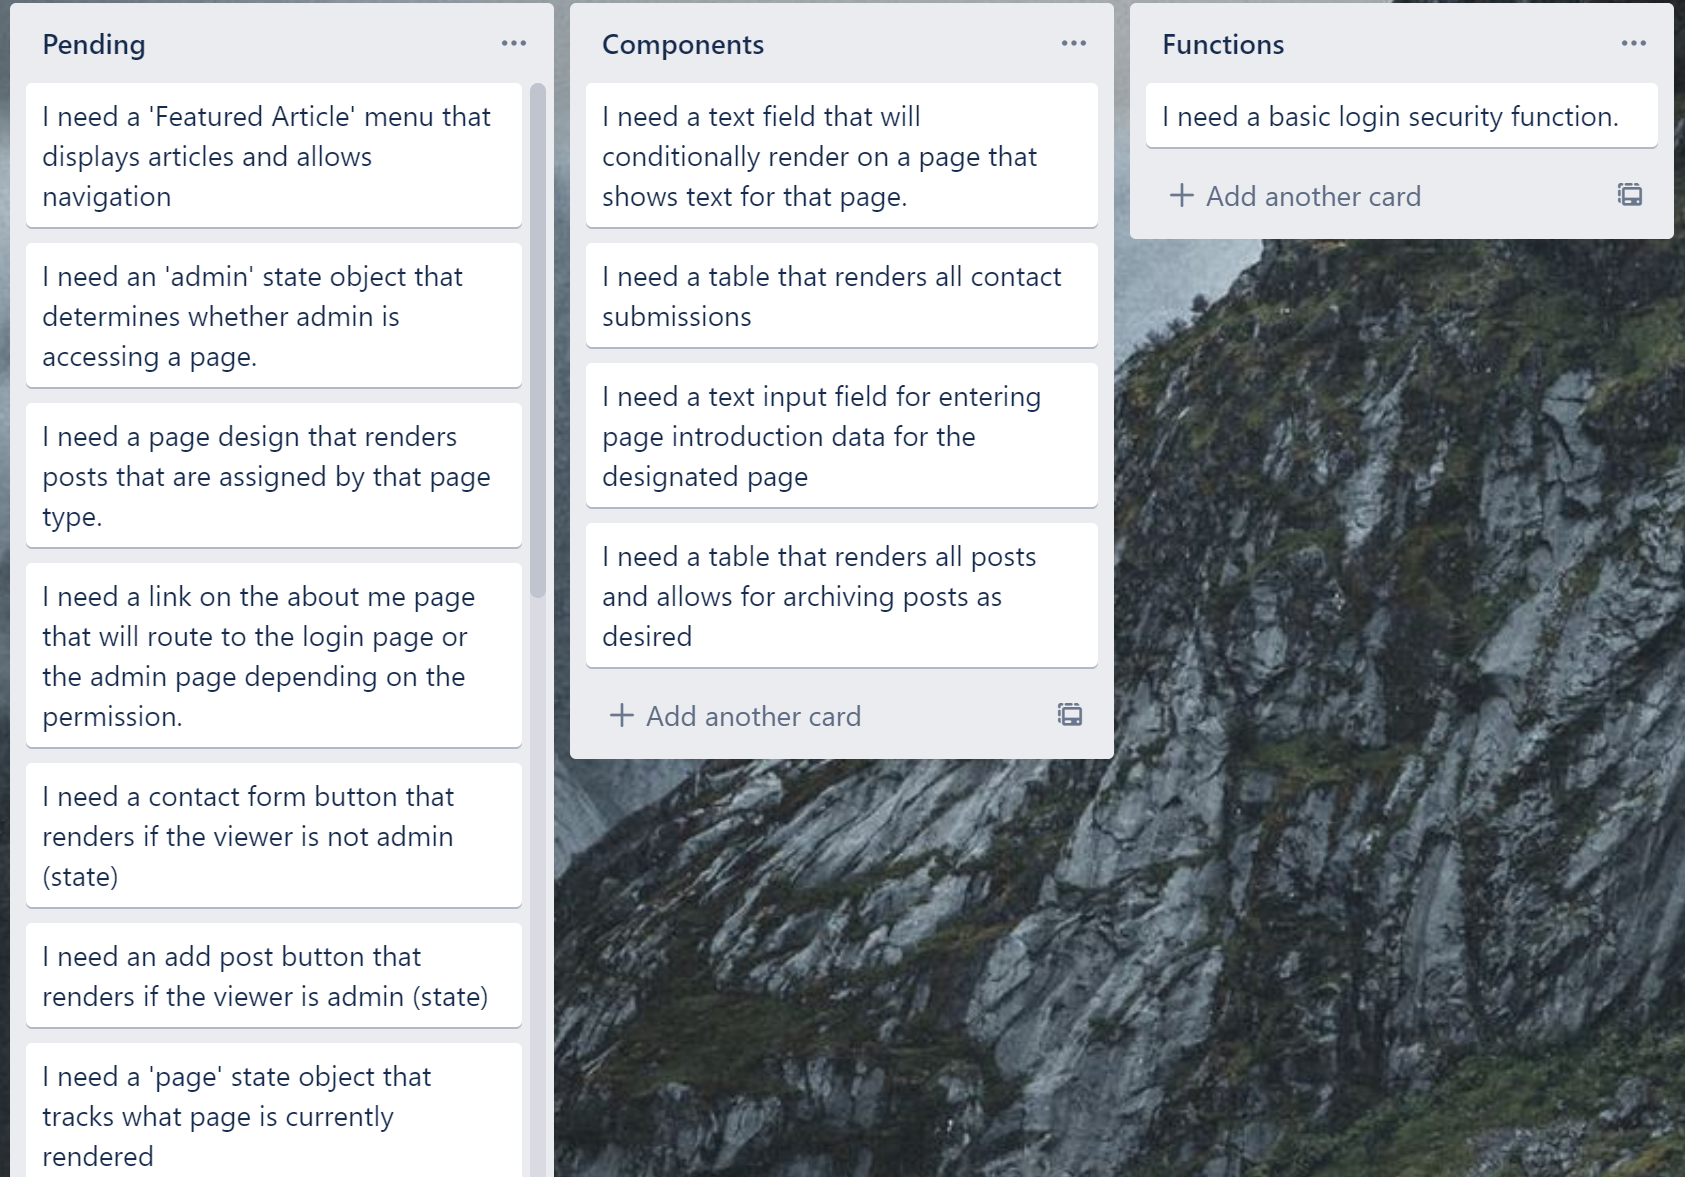 Pending
I need a 'Featured Article' menu that
displays articles and allows
navigation
I need an 'admin' state object that
determines whether admin is
accessing a page.
I need a page design that renders
posts that are assigned by that page
type.
I need a link on the about me page
that will route to the login page or
the admin page depending on the
permission.
I need a contact form button that
renders if the viewer is not admin
(state)
I need an add post button that
renders if the viewer is admin (state)
I need a 'page' state object that
tracks what page is currently
rendered
Components
I need a text field that will
conditionally render on a page that
shows text for that page.
I need a table that renders all contact
submissions
I need a text input field for entering
page introduction data for the
designated page
I need a table that renders all posts
and allows for archiving posts as
desired
Add another card
Functions
I need a basic login security function.
Add another card